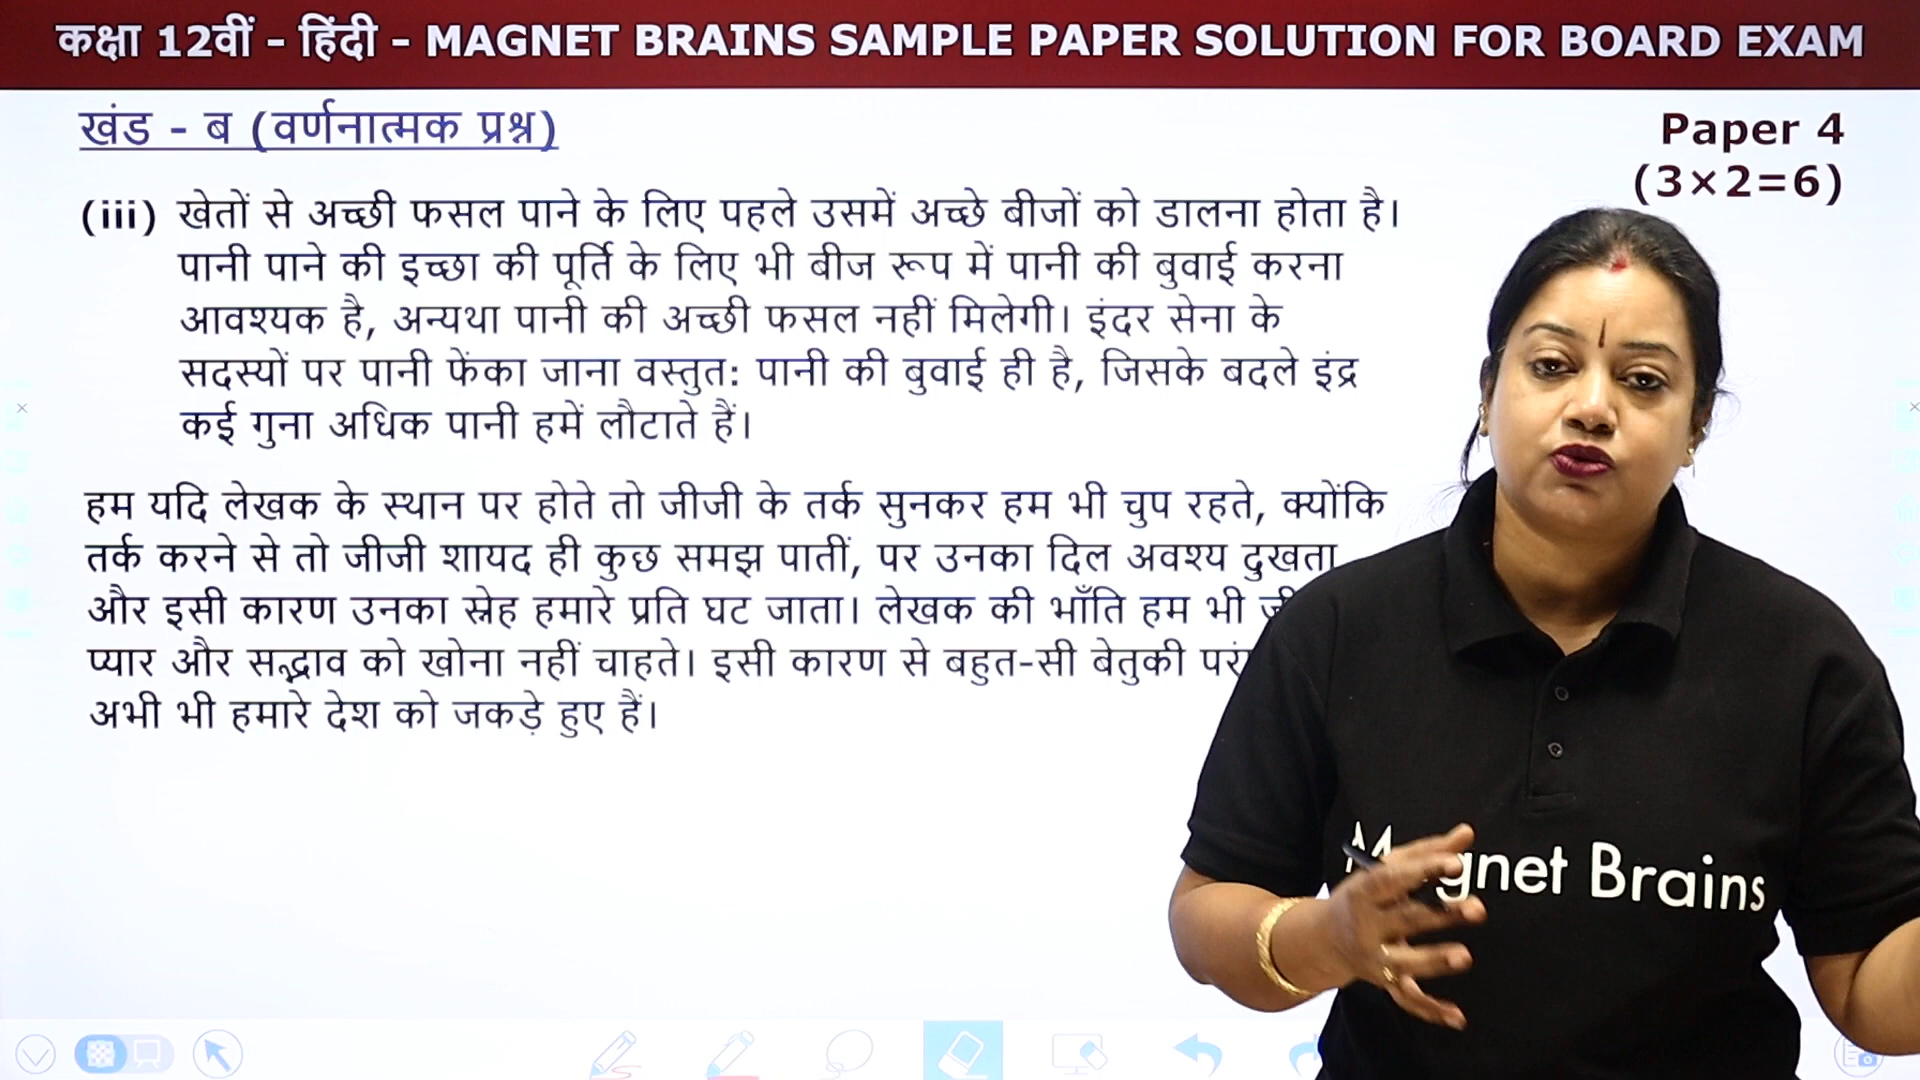 कक्षा 12वीं - हिंदी - MAGNET BRAINS SAMPLE PAPER SOLUTION FOR BOARD EXAM
खंड - ब (वर्णनात्मक प्रश्न)
Paper 4
(3×2=6)
(iii) खेतों से अच्छी फसल पाने के लिए पहले उसमें अच्छे बीजों को डालना होता है।
पानी पाने की इच्छा की पूर्ति के लिए भी बीज रूप में पानी की बुवाई करना
आवश्यक है, अन्यथा पानी की अच्छी फसल नहीं मिलेगी। इंदर सेना के
सदस्यों पर पानी फेंका जाना वस्तुत: पानी की बुवाई ही है, जिसके बदले इंद्र
कई गुना अधिक पानी हमें लौटाते हैं।
हम यदि लेखक के स्थान पर होते तो जीजी के तर्क सुनकर हम भी चुप रहते, क्योंकि
तर्क करने से तो जीजी शायद ही कुछ समझ पातीं, पर उनका दिल अवश्य दुखता
और इसी कारण उनका स्नेह हमारे प्रति घट जाता। लेखक की भाँति हम भी
प्यार और सद्भाव को खोना नहीं चाहते। इसी कारण से बहुत-सी बेतुकी
अभी भी हमारे देश को जकड़े हुए हैं।
Brains